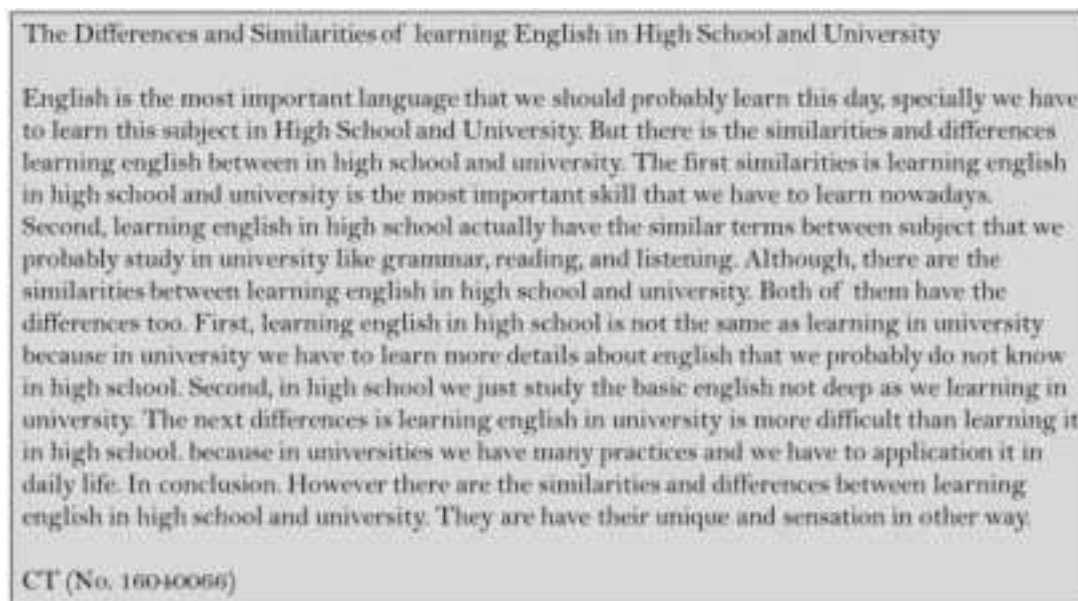 The Differences and Similarities of learning English in High School and University
English is the most important language that we should probably learn this day, specially we have
to learn this subject in High School and University. But there is the similarities and differences
learning english between in high school and university. The first similarities is learning english
in high school and university is the most important skill that we have to learn nowadays.
Second, learning english in high school actually have the similar terms between subject that we
probably study in university like grammar, reading, and listening. Although, there are the
similarities between learning english in high school and university. Both of them have the
differences too. First, learning english in high school is not the same as learning in university
because in university we have to learn more details about english that we probably do not know
in high school. Second, in high school we just study the basic english not deep as we learning in
university. The next differences is learning english in university is more difficult than learning it
in high school. because in universities we have many practices and we have to application it in
daily life. In conclusion. However there are the similarities and differences between learning
english in high school and university. They are have their unique and sensation in other way.
CT (No. 16040066)